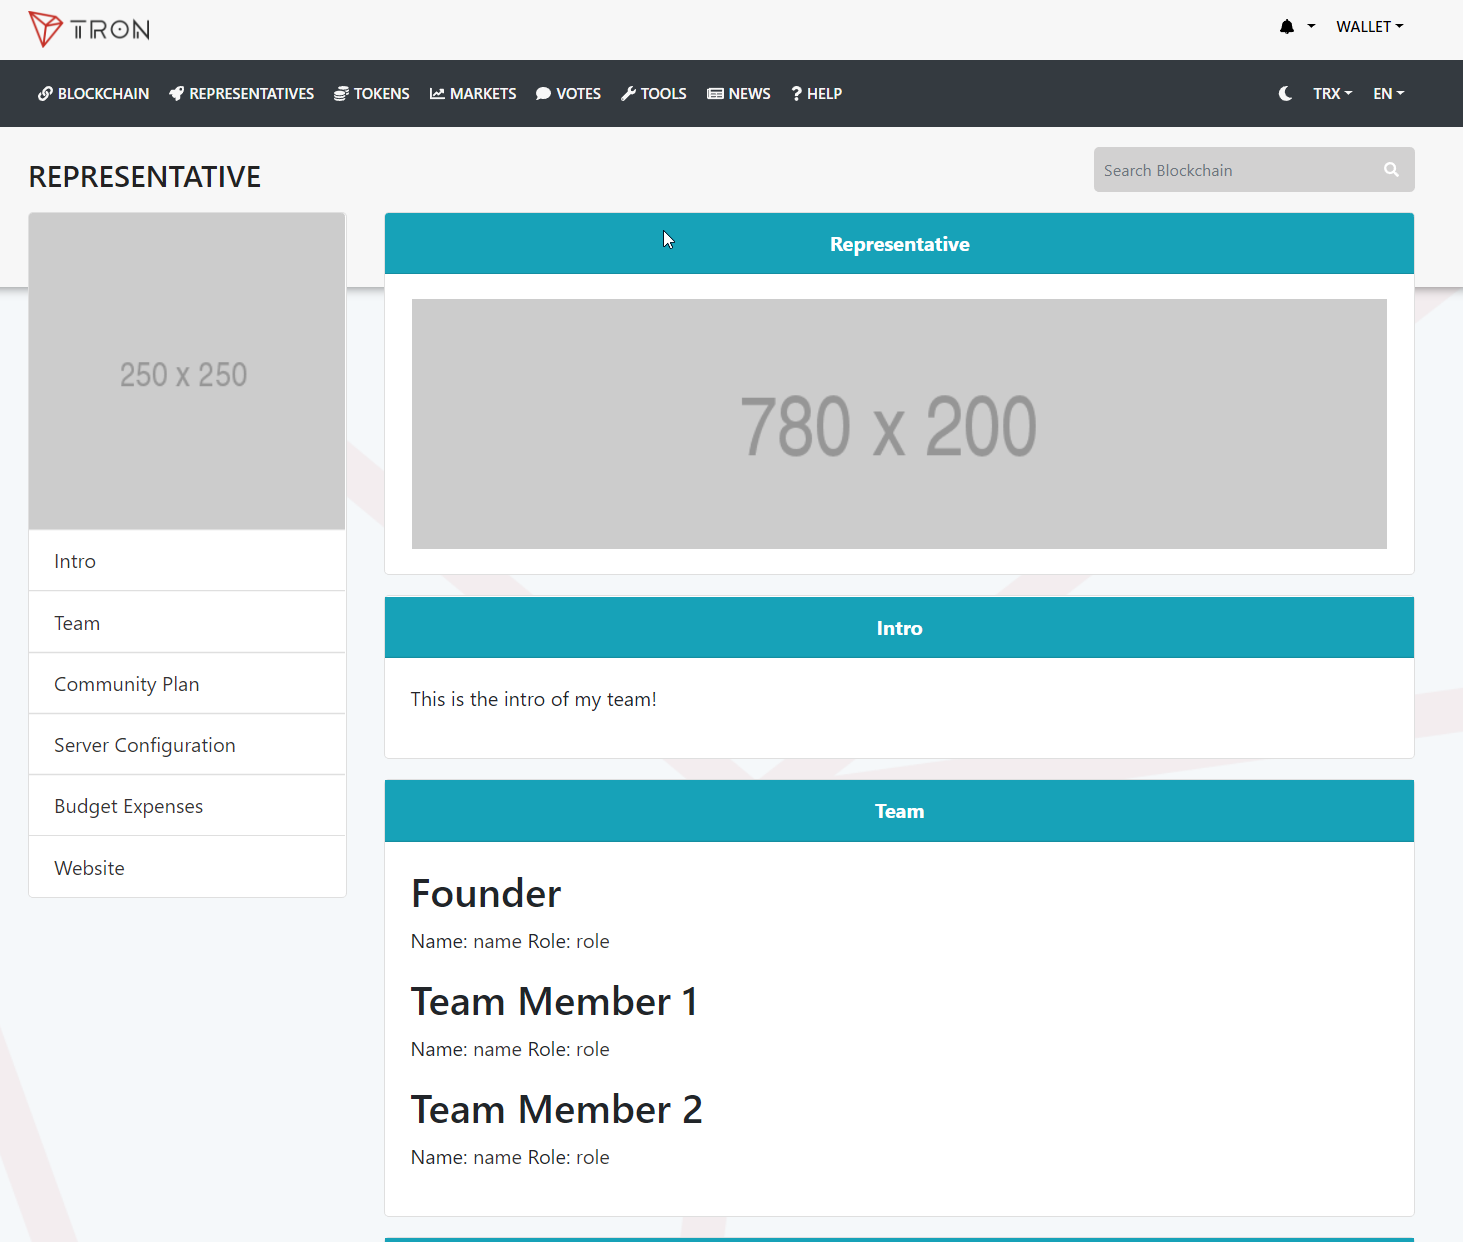 TRON
WALLET
BLOCKCHAIN REPRESENTATIVES TOKENS MARKETS VOTES TOOLS NEWS HELP TRX EN
REPRESENTATIVE
Search Blockchain
250 x 250
Intro
Team
Community Plan
Server Configuration
Budget Expenses
Website
Representative
780 x 200
Intro
This is the intro of my team!
Team
Founder
Name: name Role: role
Team Member 1
Name: name Role: role
Team Member 2
Name: name Role: role